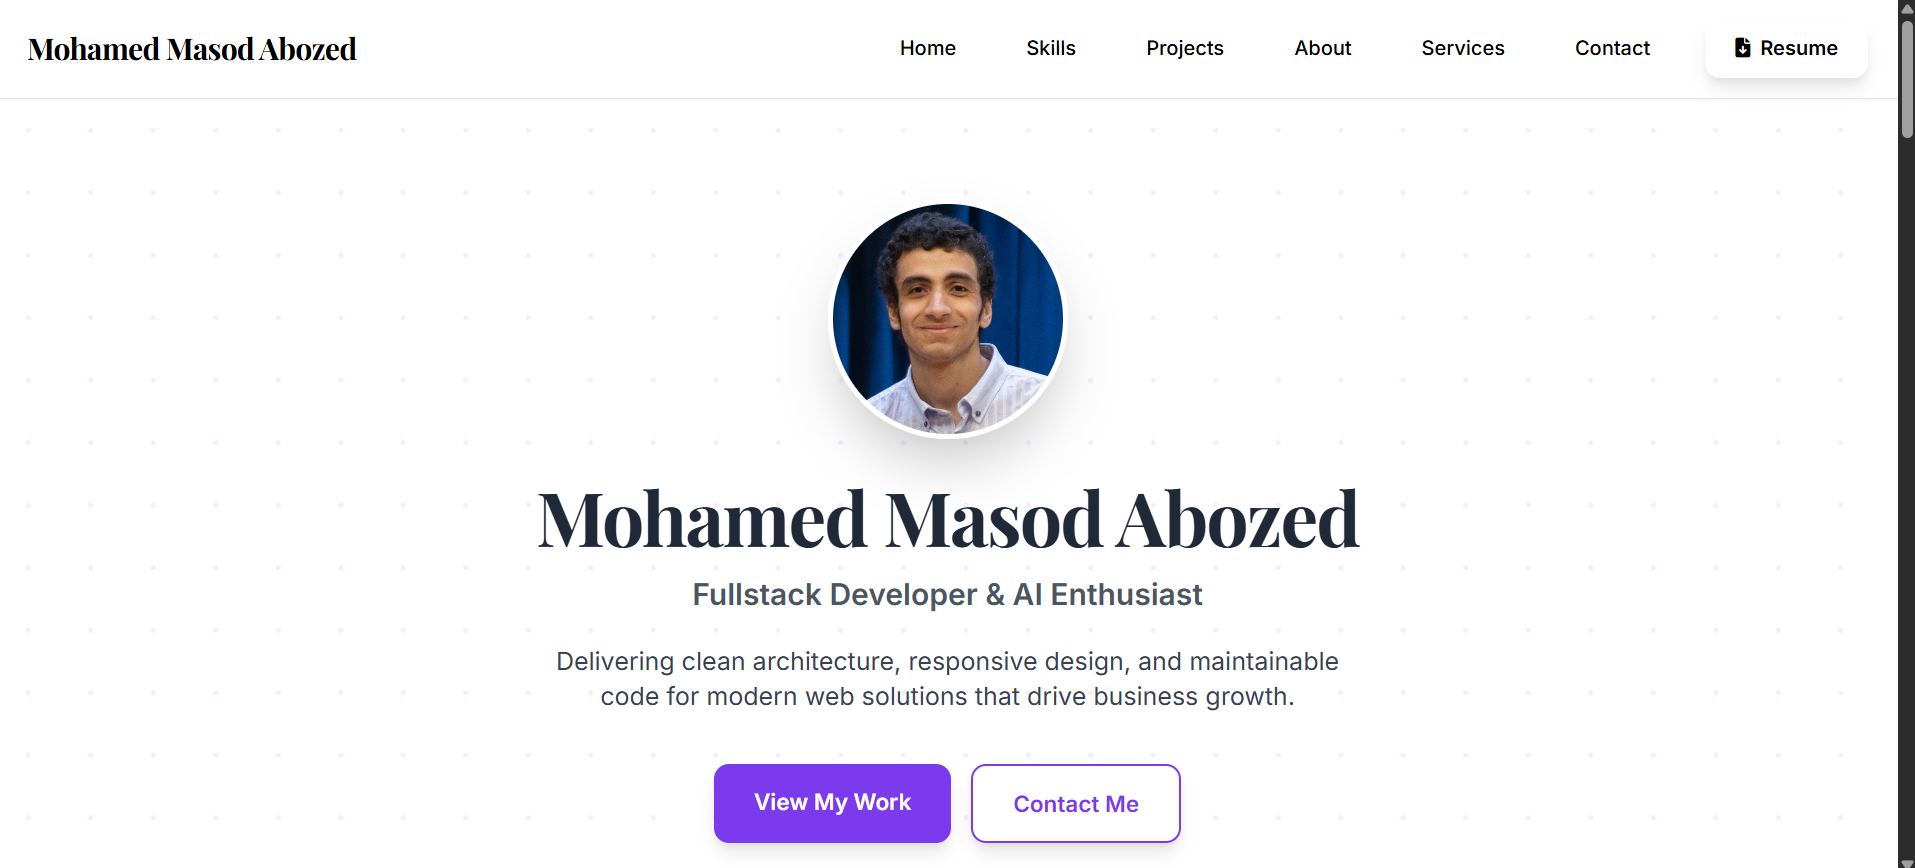 Mohamed Masod Abozed
Home
Skills
Projects
About
Services
Contact
Resume
Mohamed Masod Abozed
Fullstack Developer & AI Enthusiast
Delivering clean architecture, responsive design, and maintainable
code for modern web solutions that drive business growth.
View My Work
Contact Me